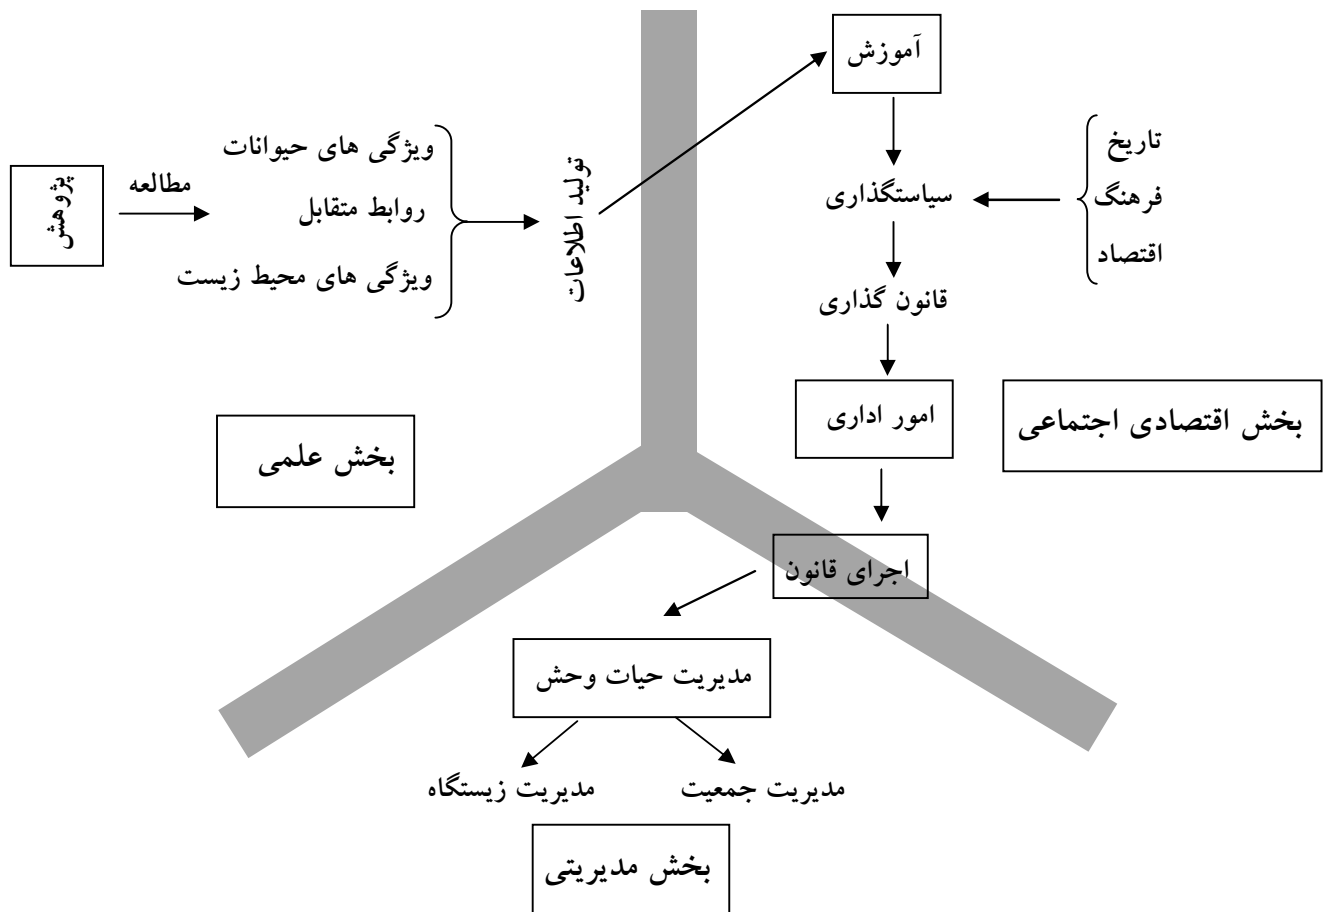 آموزش
تاریخ
فرهنگ
اقتصاد
سیاستگذاری
قانون گذاری
امور اداری
بخش اقتصادی اجتماعی
اجرای قانون
پژوهش
مطالعه
ویژگی های حیوانات
روابط متقابل
ویژگی های محیط زیست
تولید اطلاعات
بخش علمی
مدیریت حیات وحش
مدیریت جمعیت
مدیریت زیستگاه
بخش مدیریتی